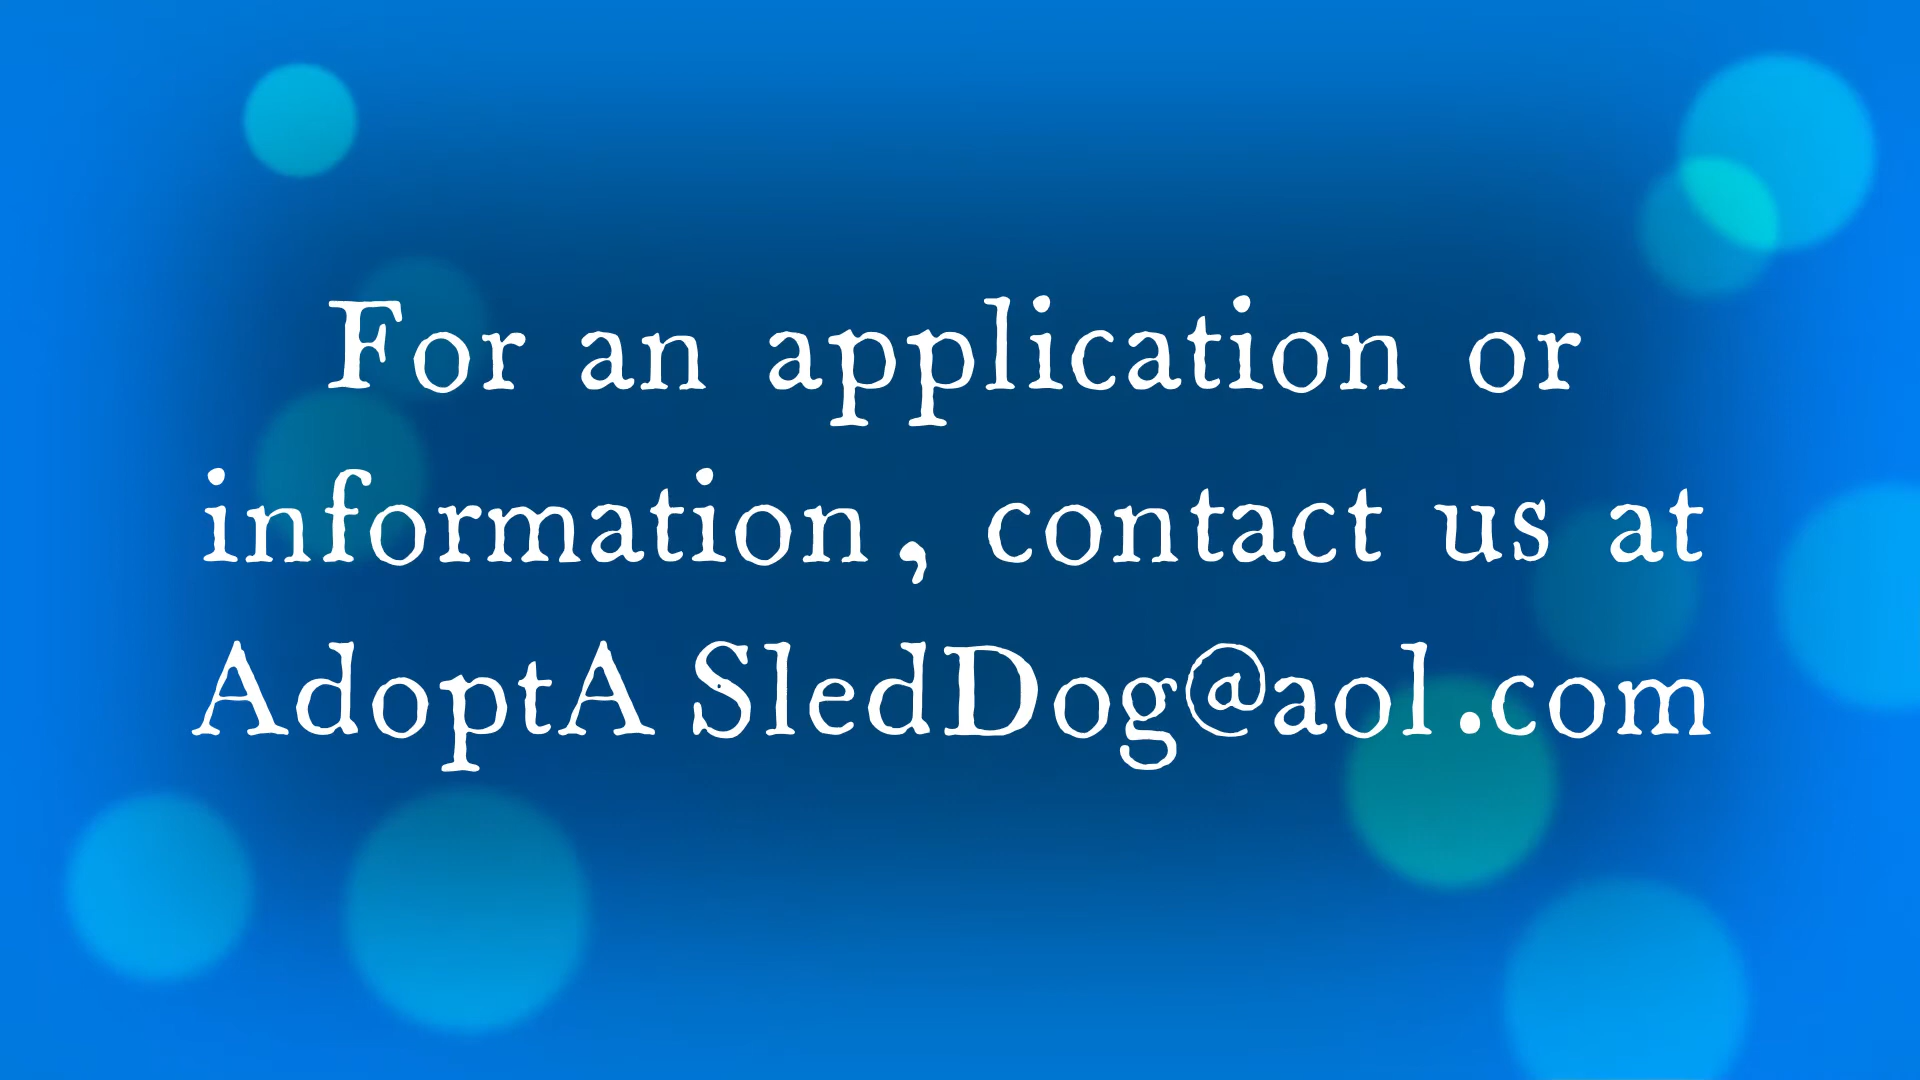 For an application or
information, contact us at
AdoptA SledDog@aol.com